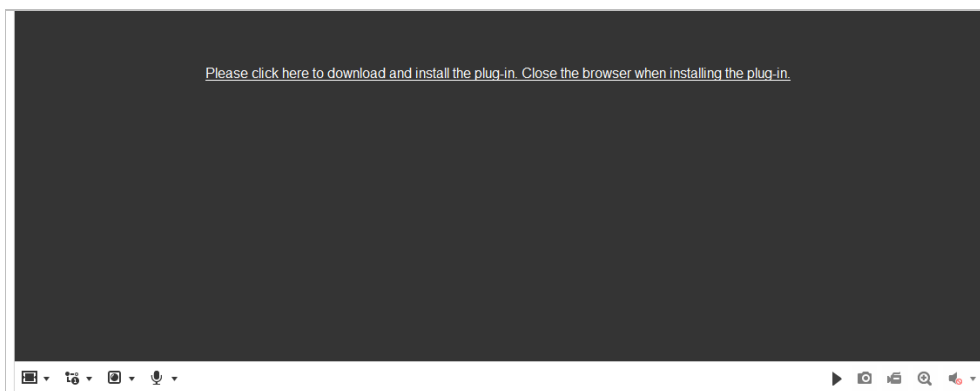 Please click here to download and install the plug-in. Close the browser when installing the plug-in.